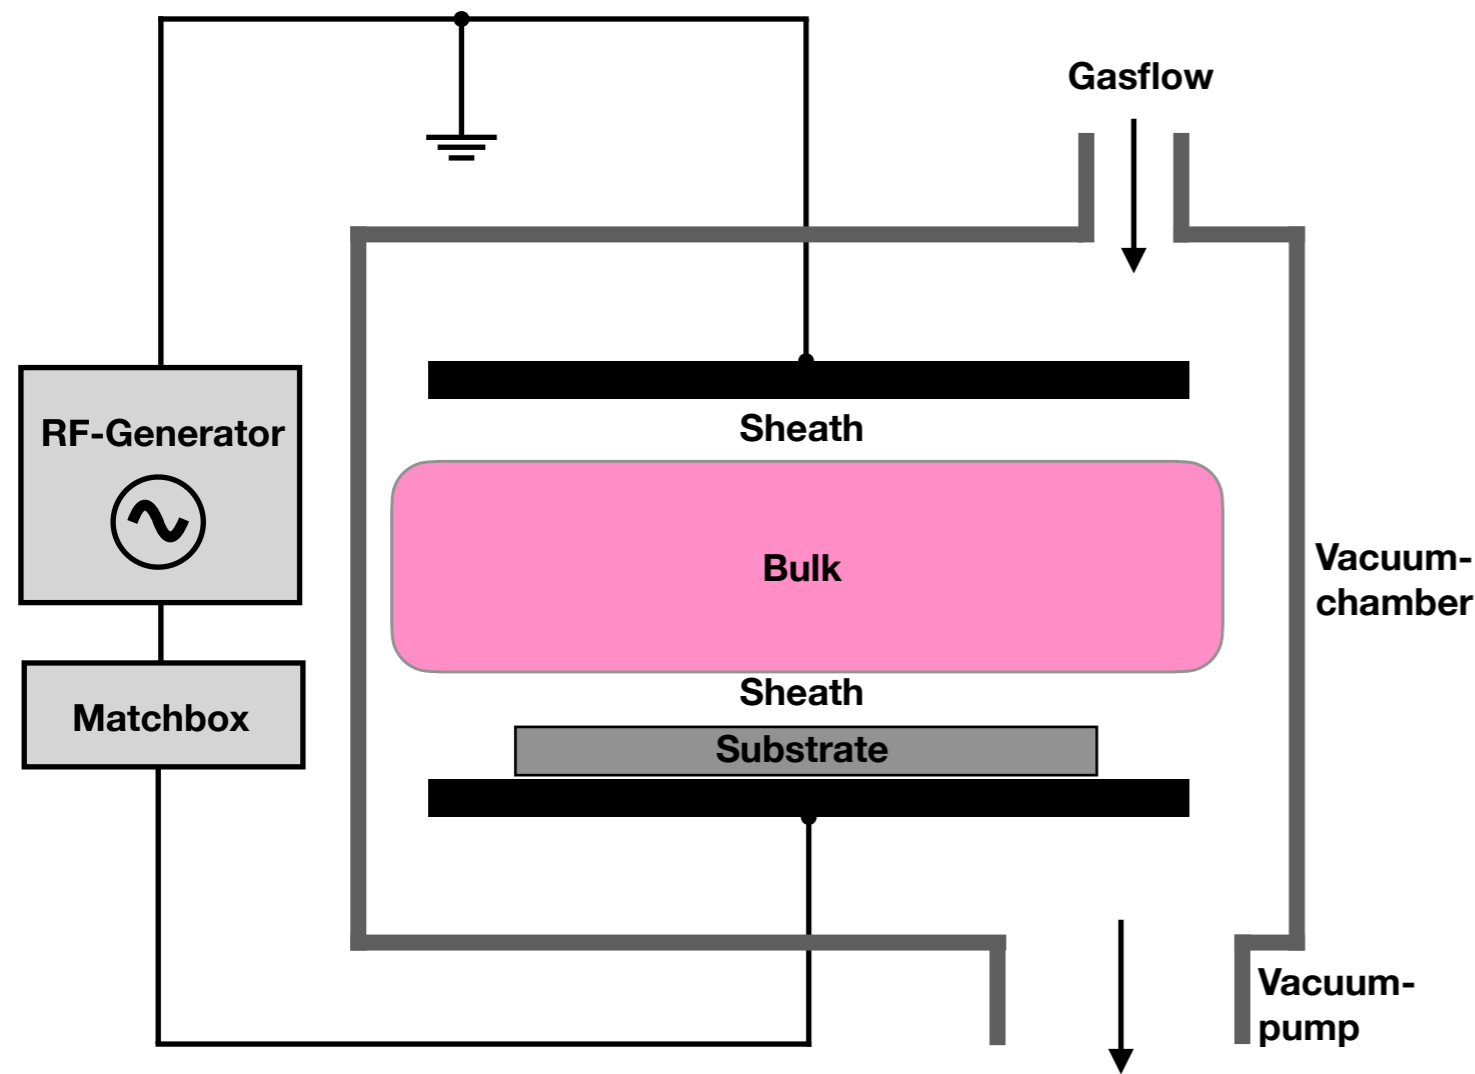 Gasflow
RF-Generator
Sheath
Bulk
Vacuum-
chamber
Sheath
Matchbox
Substrate
Vacuum-
pump